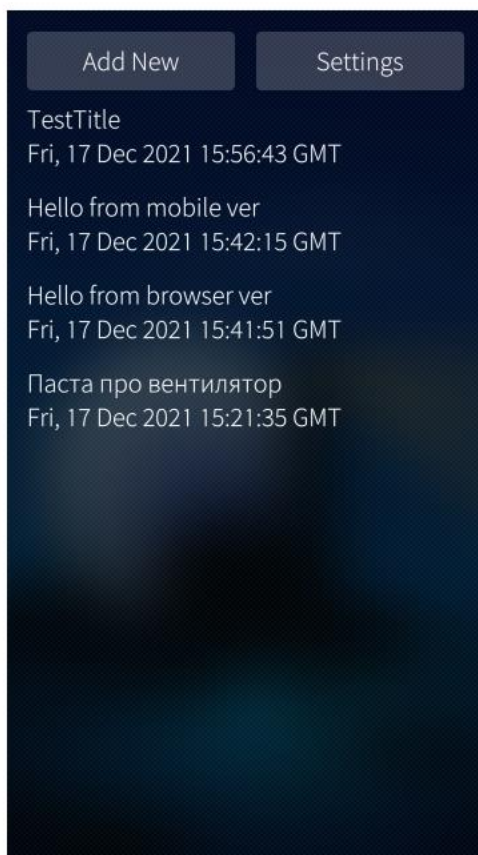 Add New
Settings
TestTitle
Fri, 17 Dec 2021 15:56:43 GMT
Hello from mobile ver
Fri, 17 Dec 2021 15:42:15 GMT
Hello from browser ver
Fri, 17 Dec 2021 15:41:51 GMT
Паста про вентилятор
Fri, 17 Dec 2021 15:21:35 GMT